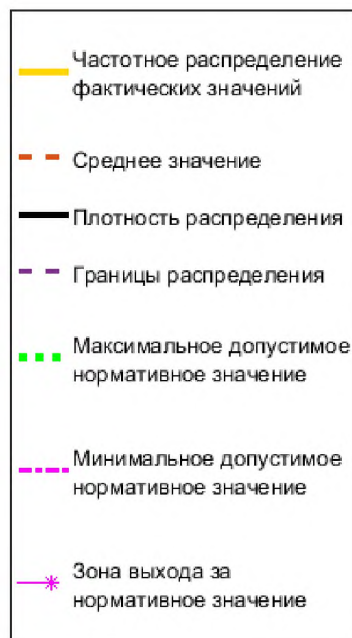 Частотное распределение
фактических значений
Среднее значение
Плотность распределения
Границы распределения
Максимальное допустимое
нормативное значение
Минимальное допустимое
нормативное значение
Зона выхода за
нормативное значение